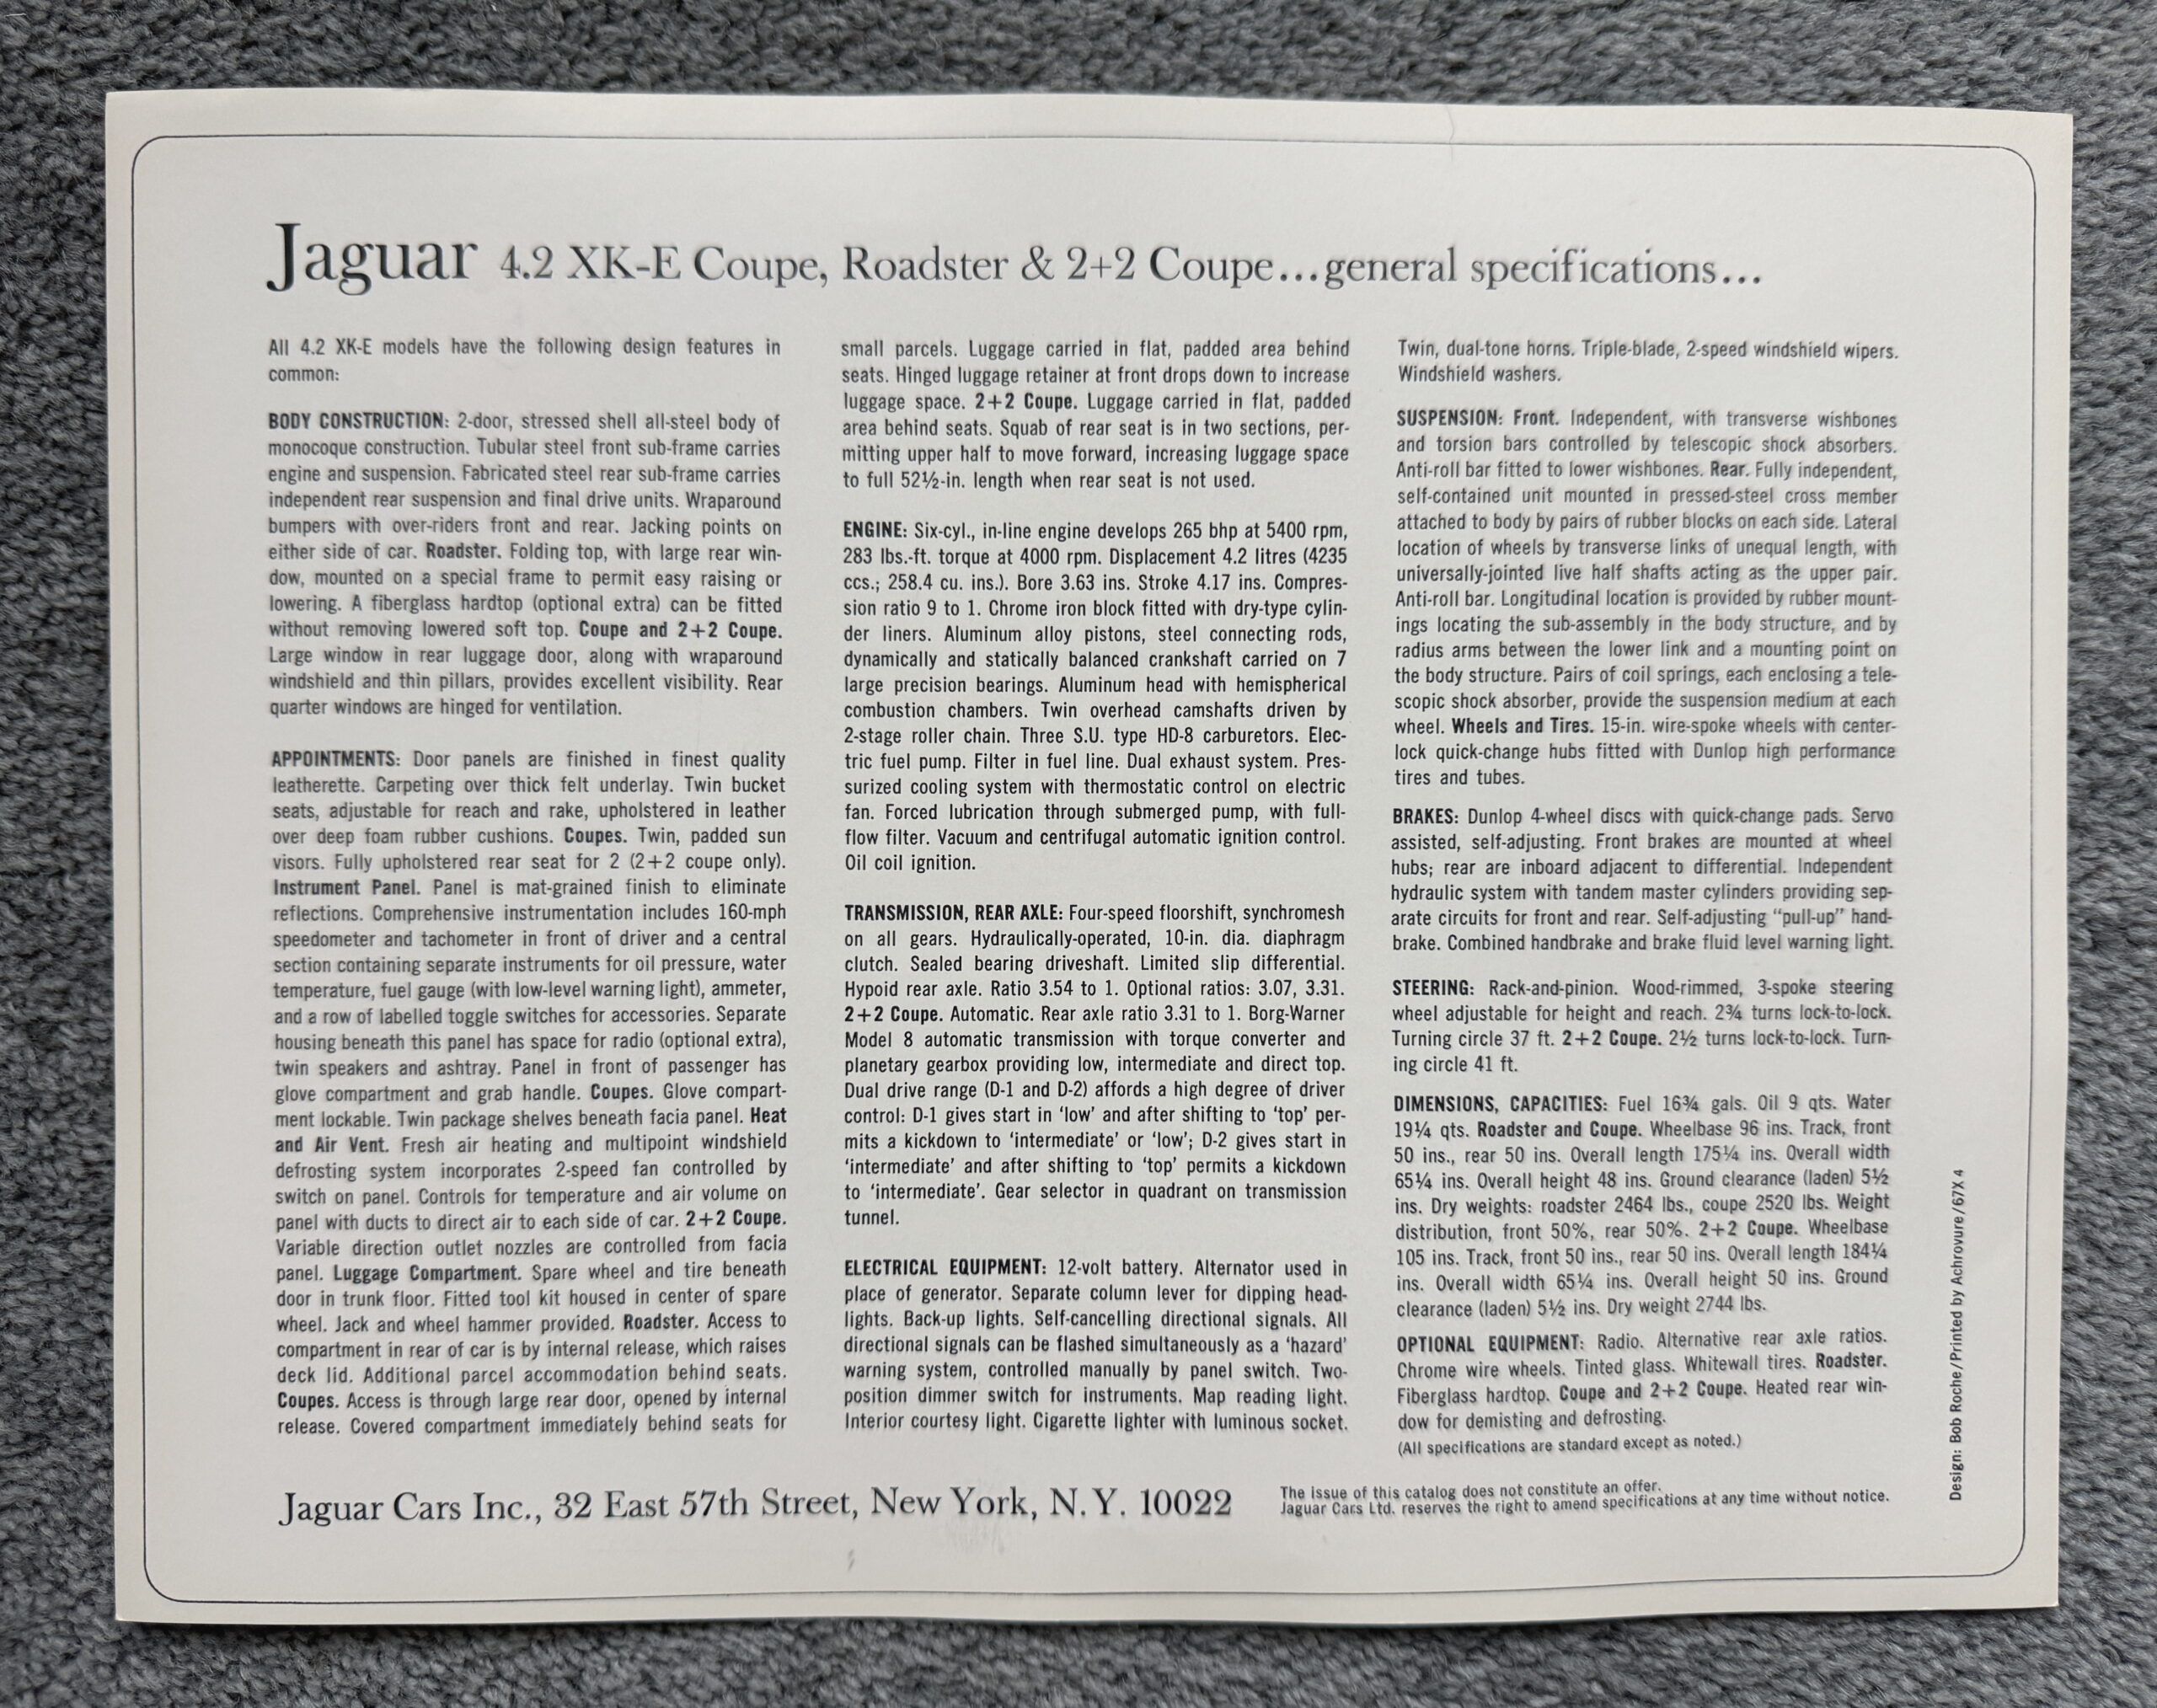 Jaguar 4.2 XK-E Coupe, Roadster & 2+2 Coupe...general specifications...
All 4.2 XK-E models have the following design features in
common:
BODY CONSTRUCTION: 2-door, stressed shell all-steel body of
monocoque construction. Tubular steel front sub-frame carries
engine and suspension. Fabricated steel rear sub-frame carries
independent rear suspension and final drive units. Wraparound
bumpers with over-riders front and rear. Jacking points on
either side of car. Roadster. Folding top, with large rear win-
dow, mounted on a special frame to permit easy raising or
lowering. A fiberglass hardtop (optional extra) can be fitted
without removing lowered soft top. Coupe and 2+2 Coupe.
Large window in rear luggage door, along with wraparound
windshield and thin pillars, provides excellent visibility. Rear
quarter windows are hinged for ventilation.
APPOINTMENTS: Door panels are finished in finest quality
leatherette. Carpeting over thick felt underlay. Twin bucket
seats, adjustable for reach and rake, upholstered in leather
over deep foam rubber cushions. Coupes. Twin, padded sun
visors. Fully upholstered rear seat for 2 (2+2 coupe only).
Instrument Panel. Panel is mat-grained finish to eliminate
reflections. Comprehensive instrumentation includes 160-mph
speedometer and tachometer in front of driver and a central
section containing separate instruments for oil pressure, water
temperature, fuel gauge (with low-level warning light), ammeter,
and a row of labelled toggle switches for accessories. Separate
housing beneath this panel has space for radio (optional extra),
twin speakers and ashtray. Panel in front of passenger has
glove compartment and grab handle. Coupes. Glove compart-
ment lockable. Twin package shelves beneath facia panel. Heat
and Air Vent. Fresh air heating and multipoint windshield
defrosting system incorporates 2-speed fan controlled by
switch on panel. Controls for temperature and air volume on
panel with ducts to direct air to each side of car. 2+2 Coupe.
Variable direction outlet nozzles are controlled from facia
panel. Luggage Compartment. Spare wheel and tire beneath
door in trunk floor. Fitted tool kit housed in center of spare
wheel. Jack and wheel hammer provided. Roadster. Access to
compartment in rear of car is by internal release, which raises
deck lid. Additional parcel accommodation behind seats.
Coupes. Access is through large rear door, opened by internal
release. Covered compartment immediately behind seats for
small parcels. Luggage carried in flat, padded area behind
seats. Hinged luggage retainer at front drops down to increase
luggage space. 2+2 Coupe. Luggage carried in flat, padded
area behind seats. Squab of rear seat is in two sections, per-
mitting upper half to move forward, increasing luggage space
to full 52½-in. length when rear seat is not used.
ENGINE: Six-cyl., in-line engine develops 265 bhp at 5400 rpm,
283 lbs.-ft. torque at 4000 rpm. Displacement 4.2 litres (4235
ccs.; 258.4 cu. ins.). Bore 3.63 ins. Stroke 4.17 ins. Compres-
sion ratio 9 to 1. Chrome iron block fitted with dry-type cylin-
der liners. Aluminum alloy pistons, steel connecting rods,
dynamically and statically balanced crankshaft carried on 7
large precision bearings. Aluminum head with hemispherical
combustion chambers. Twin overhead camshafts driven by
2-stage roller chain. Three S.U. type HD-8 carburetors. Elec-
tric fuel pump. Filter in fuel line. Dual exhaust system. Pres-
surized cooling system with thermostatic control on electric
fan. Forced lubrication through submerged pump, with full-
flow filter. Vacuum and centrifugal automatic ignition control.
Oil coil ignition.
TRANSMISSION, REAR AXLE: Four-speed floorshift, synchromesh
on all gears. Hydraulically-operated, 10-in. dia. diaphragm
clutch. Sealed bearing driveshaft. Limited slip differential.
Hypoid rear axle. Ratio 3.54 to 1. Optional ratios: 3.07, 3.31.
2+2 Coupe. Automatic. Rear axle ratio 3.31 to 1. Borg-Warner
Model 8 automatic transmission with torque converter and
planetary gearbox providing low, intermediate and direct top.
Dual drive range (D-1 and D-2) affords a high degree of driver
control: D-1 gives start in 'low' and after shifting to 'top' per-
mits a kickdown to 'intermediate' or 'low'; D-2 gives start in
'intermediate' and after shifting to 'top' permits a kickdown
to 'intermediate'. Gear selector in quadrant on transmission
tunnel.
ELECTRICAL EQUIPMENT: 12-volt battery. Alternator used in
place of generator. Separate column lever for dipping head-
lights. Back-up lights. Self-cancelling directional signals. All
directional signals can be flashed simultaneously as a 'hazard'
warning system, controlled manually by panel switch. Two-
position dimmer switch for instruments. Map reading light.
Interior courtesy light. Cigarette lighter with luminous socket.
Twin, dual-tone horns. Triple-blade, 2-speed windshield wipers.
Windshield washers.
SUSPENSION: Front. Independent, with transverse wishbones
and torsion bars controlled by telescopic shock absorbers.
Anti-roll bar fitted to lower wishbones. Rear. Fully independent,
self-contained unit mounted in pressed-steel cross member
attached to body by pairs of rubber blocks on each side. Lateral
location of wheels by transverse links of unequal length, with
universally-jointed live half shafts acting as the upper pair.
Anti-roll bar. Longitudinal location is provided by rubber mount-
ings locating the sub-assembly in the body structure, and by
radius arms between the lower link and a mounting point on
the body structure. Pairs of coil springs, each enclosing a tele-
scopic shock absorber, provide the suspension medium at each
wheel. Wheels and Tires. 15-in. wire-spoke wheels with center-
lock quick-change hubs fitted with Dunlop high performance
tires and tubes.
BRAKES: Dunlop 4-wheel discs with quick-change pads. Servo
assisted, self-adjusting. Front brakes are mounted at wheel
hubs; rear are inboard adjacent to differential. Independent
hydraulic system with tandem master cylinders providing sep-
arate circuits for front and rear. Self-adjusting "pull-up" hand-
brake. Combined handbrake and brake fluid level warning light.
STEERING: Rack-and-pinion. Wood-rimmed, 3-spoke steering
wheel adjustable for height and reach. 2¾ turns lock-to-lock.
Turning circle 37 ft. 2+2 Coupe. 2½ turns lock-to-lock. Turn-
ing circle 41 ft.
DIMENSIONS, CAPACITIES: Fuel 16¾ gals. Oil 9 qts. Water
19¼ qts. Roadster and Coupe. Wheelbase 96 ins. Track, front
50 ins., rear 50 ins. Overall length 175¼ ins. Overall width
65¼ ins. Overall height 48 ins. Ground clearance (laden) 5½
ins. Dry weights: roadster 2464 lbs., coupe 2520 lbs. Weight
distribution, front 50%, rear 50%. 2+2 Coupe. Wheelbase
105 ins. Track, front 50 ins., rear 50 ins. Overall length 184¼
ins. Overall width 65¼ ins. Overall height 50 ins. Ground
clearance (laden) 5½ ins. Dry weight 2744 lbs.
OPTIONAL EQUIPMENT: Radio. Alternative rear axle ratios.
Chrome wire wheels. Tinted glass. Whitewall tires. Roadster.
Fiberglass hardtop. Coupe and 2+2 Coupe. Heated rear win-
dow for demisting and defrosting.
(All specifications are standard except as noted.)
Jaguar Cars Inc., 32 East 57th Street, New York, N.Y. 10022
The issue of this catalog does not constitute an offer.
Jaguar Cars Ltd. reserves the right to amend specifications at any time without notice.
Design: Bob Roche/Printed by Achrovure/67X 4